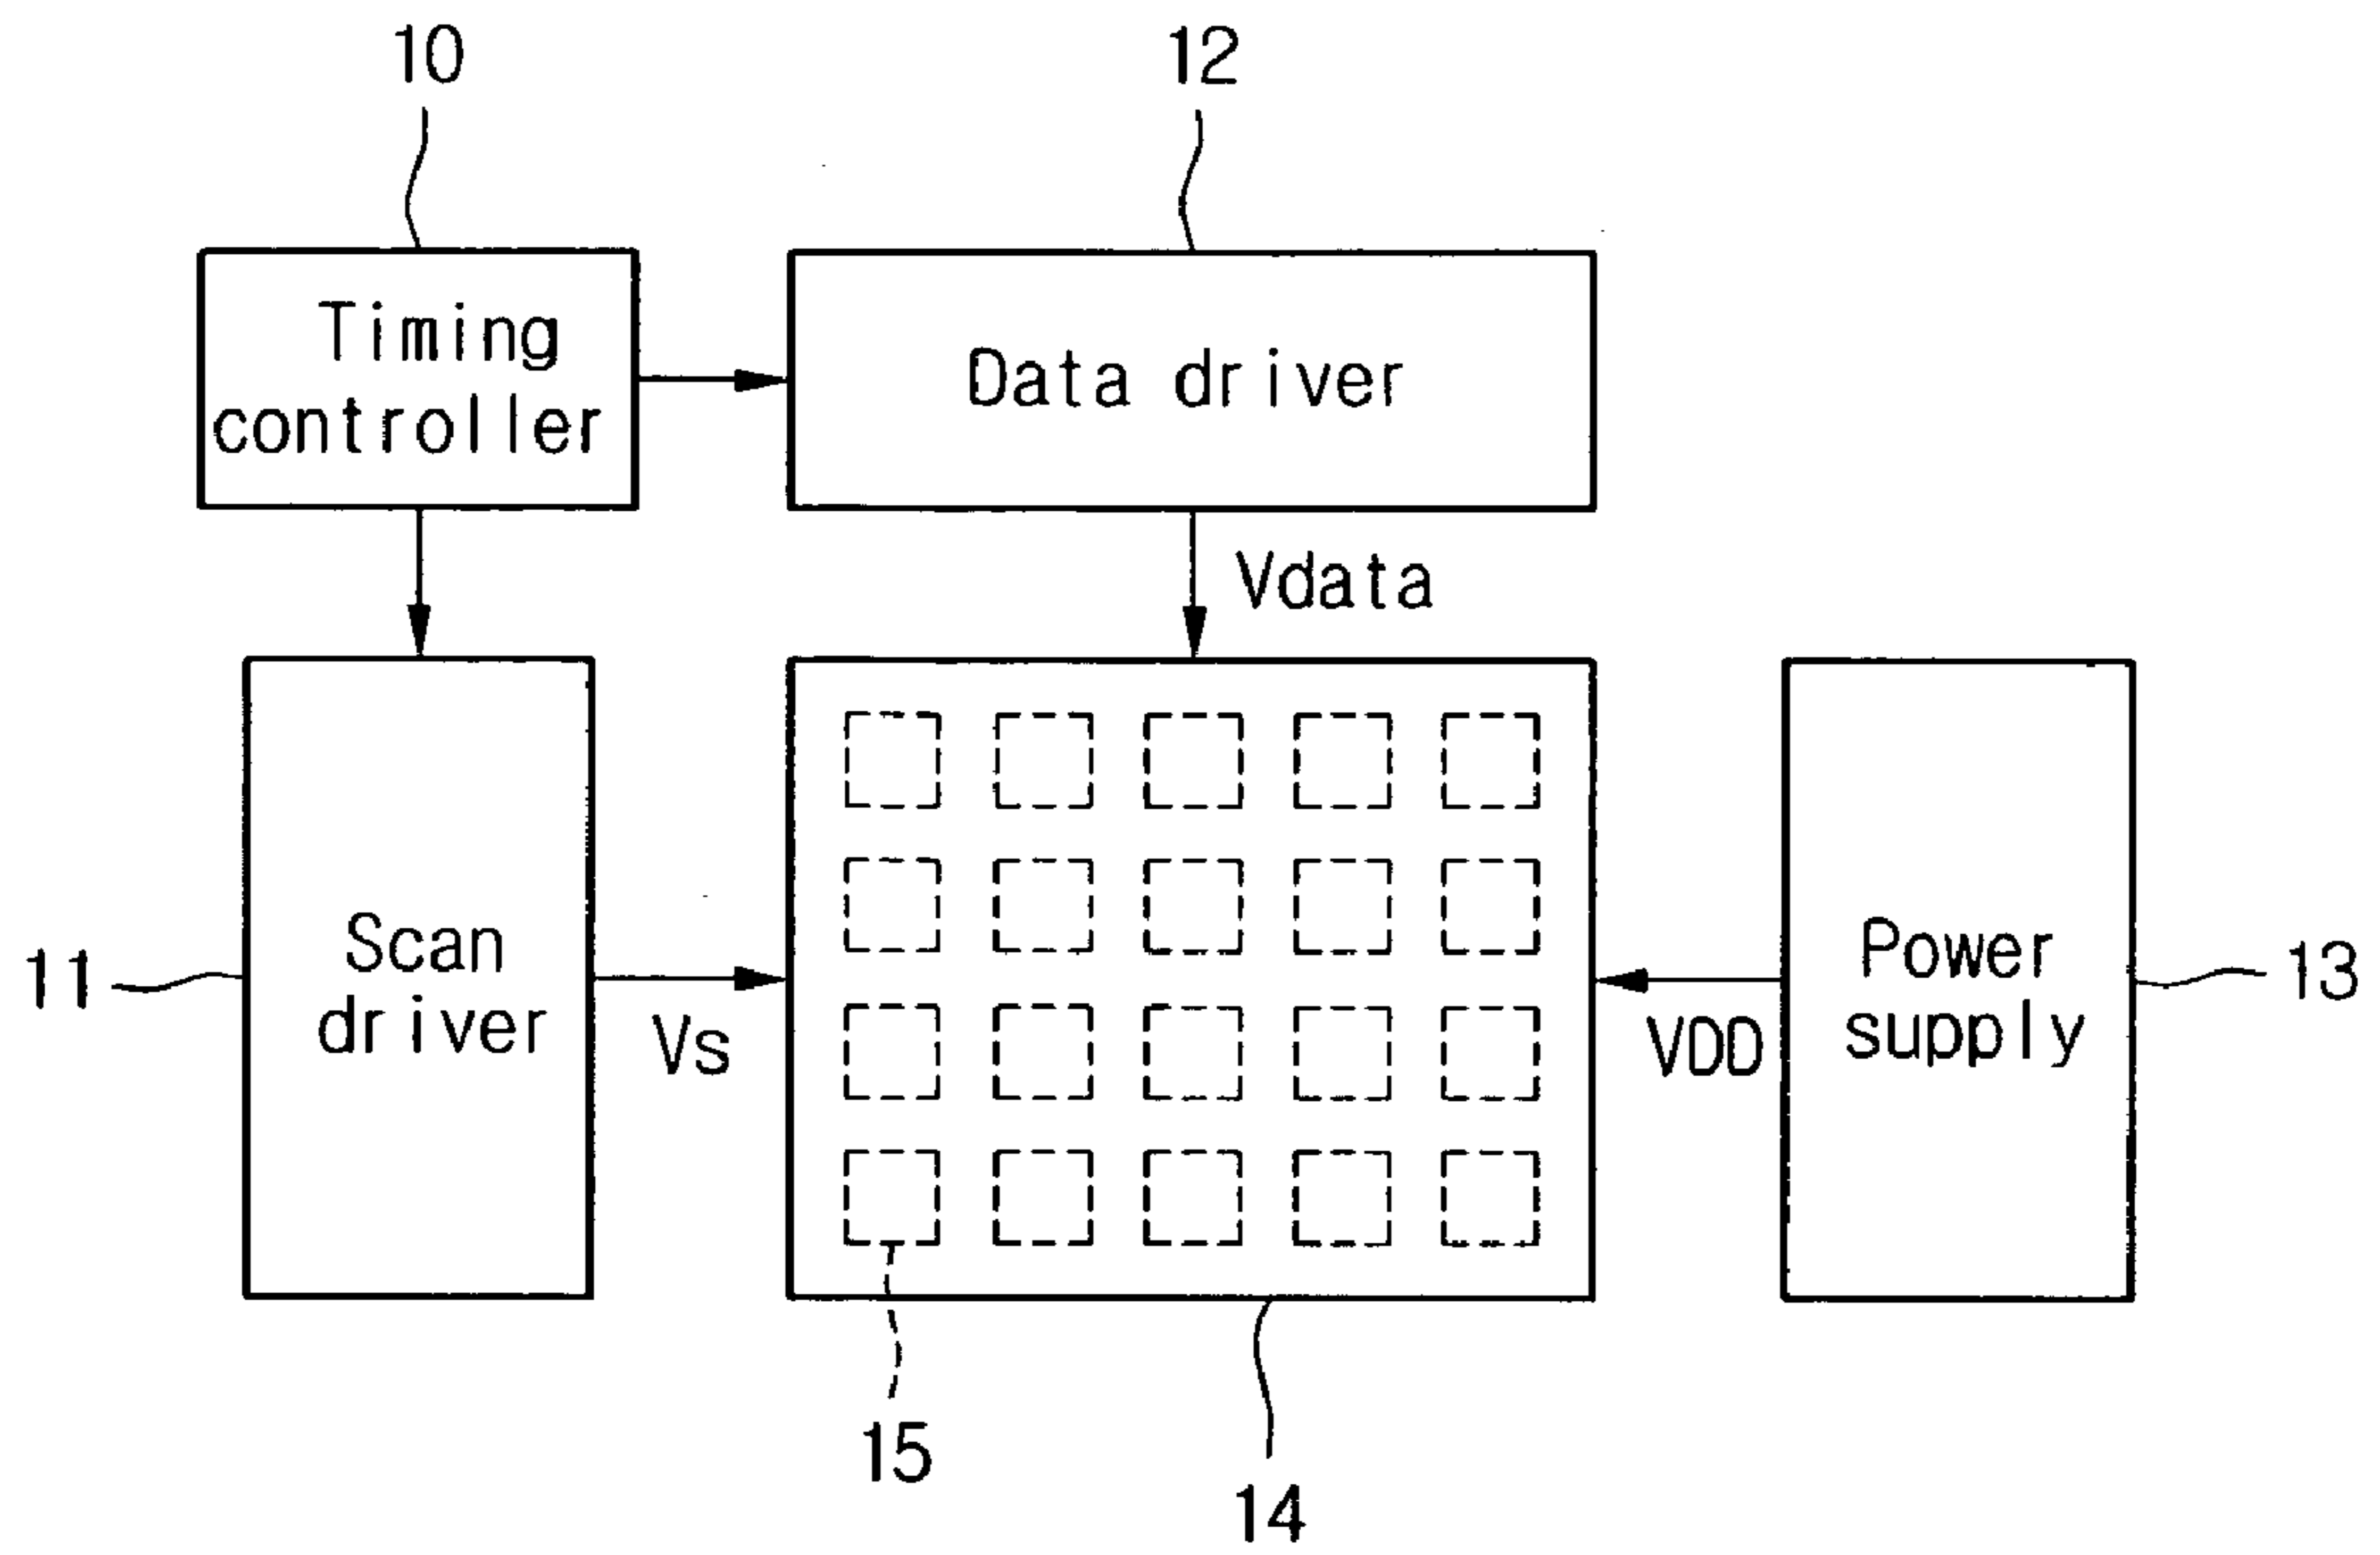 10
12
Timing
controller
Data driver
Vdata
11
Scan
driver
Vs
VDD
Power
supply
13
15
14